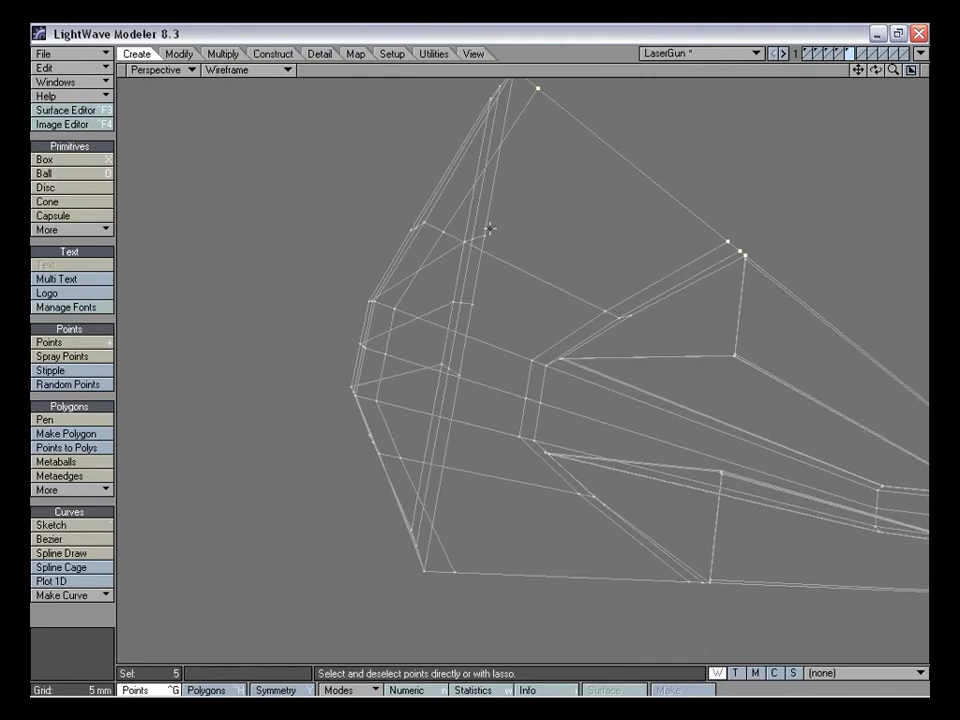 LightWave Modeler 8.3
File
Create Modify Multiply Construct Detail Map Setup Utilities View LaserGun * 1
Edit
Perspective Wireframe
Windows
Help
Surface Editor F3
Image Editor ^F4
Primitives
Box X
Ball O
Disc
Cone
Capsule
More
Text
Text
Multi Text
Logo
Manage Fonts
Points
Points +
Spray Points
Stipple
Random Points
Polygons
Pen
Make Polygon
Points to Polys
Metaballs
Metaedges
More
Curves
Sketch
Bezier
Spline Draw
Spline Cage
Plot 1D
Make Curve
Sel: 5 Select and deselect points directly or with lasso. W T M C S (none)
Grid: 5 mm Points ^G Polygons ^H Symmetry Y Modes Numeric n Statistics w Info i Surface Make